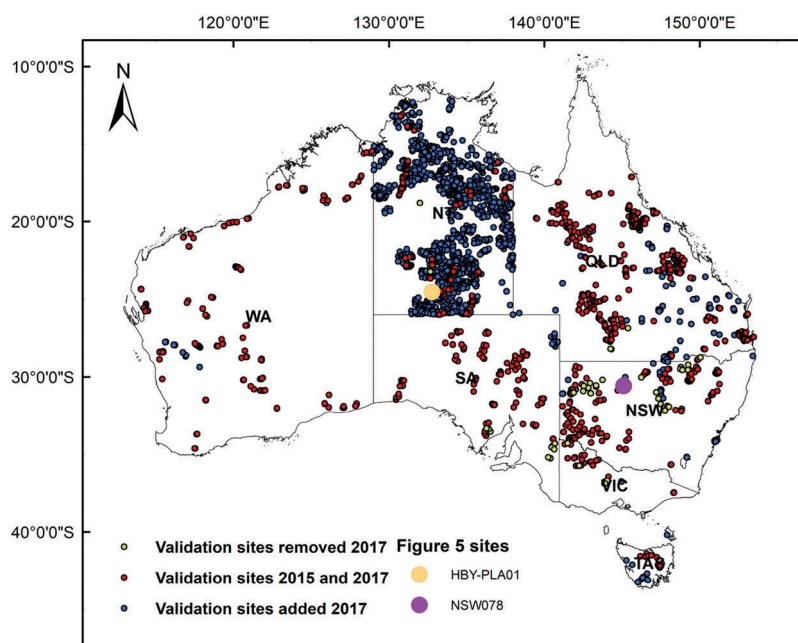 120°0'0"E 130°0'0"E 140°0'0"E 150°0'0"E
10°0'0"S
N
20°0'0"S
NT
QLD
WA
SA
30°0'0"S
NSW
VIC
40°0'0"S
TAS
Validation sites removed 2017 Figure 5 sites
Validation sites 2015 and 2017 HBY-PLA01
Validation sites added 2017 NSW078